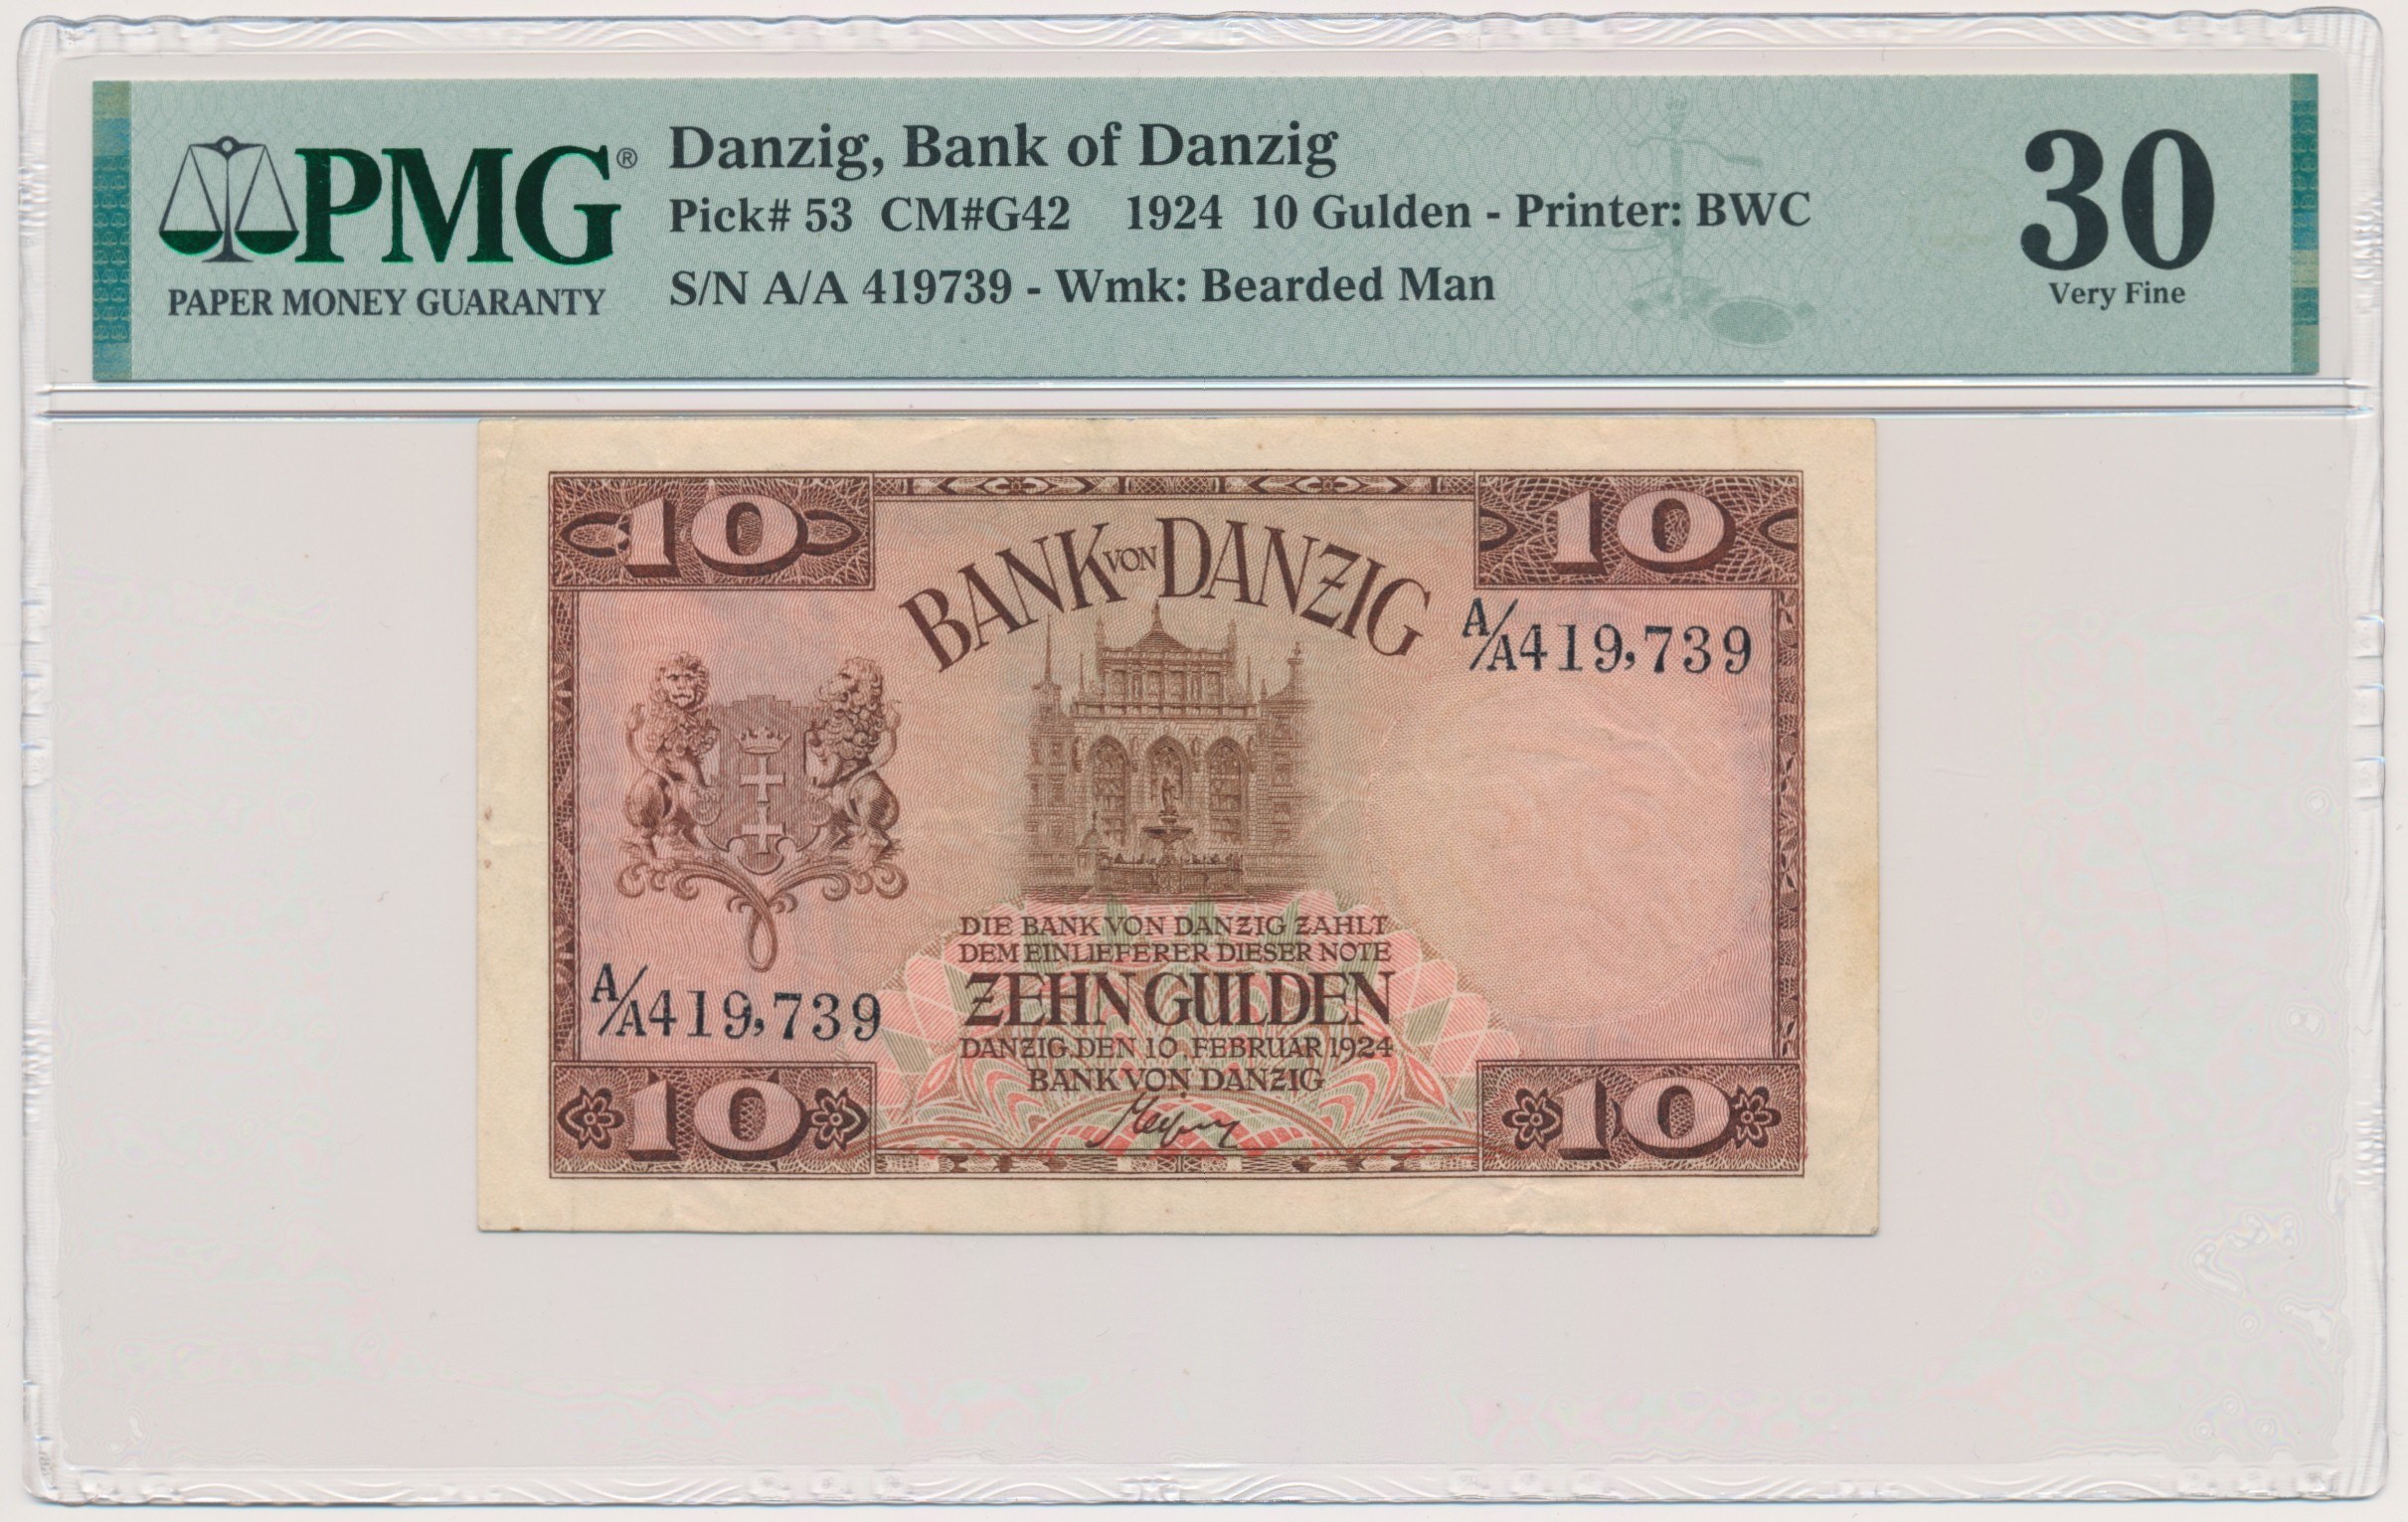 PMG®
PAPER MONEY GUARANTY
Danzig, Bank of Danzig
Pick# 53 CM#G42 1924 10 Gulden - Printer: BWC
S/N A/A 419739 - Wmk: Bearded Man
30
Very Fine
10
10
BANK VON DANZIG
A/A419,739
DIE BANK VON DANZIG ZAHLT
DEM EINLIEFERER DIESER NOTE
ZEHN GULDEN
A/A419,739
DANZIG, DEN 10. FEBRUAR 1924
BANK VON DANZIG
10
10